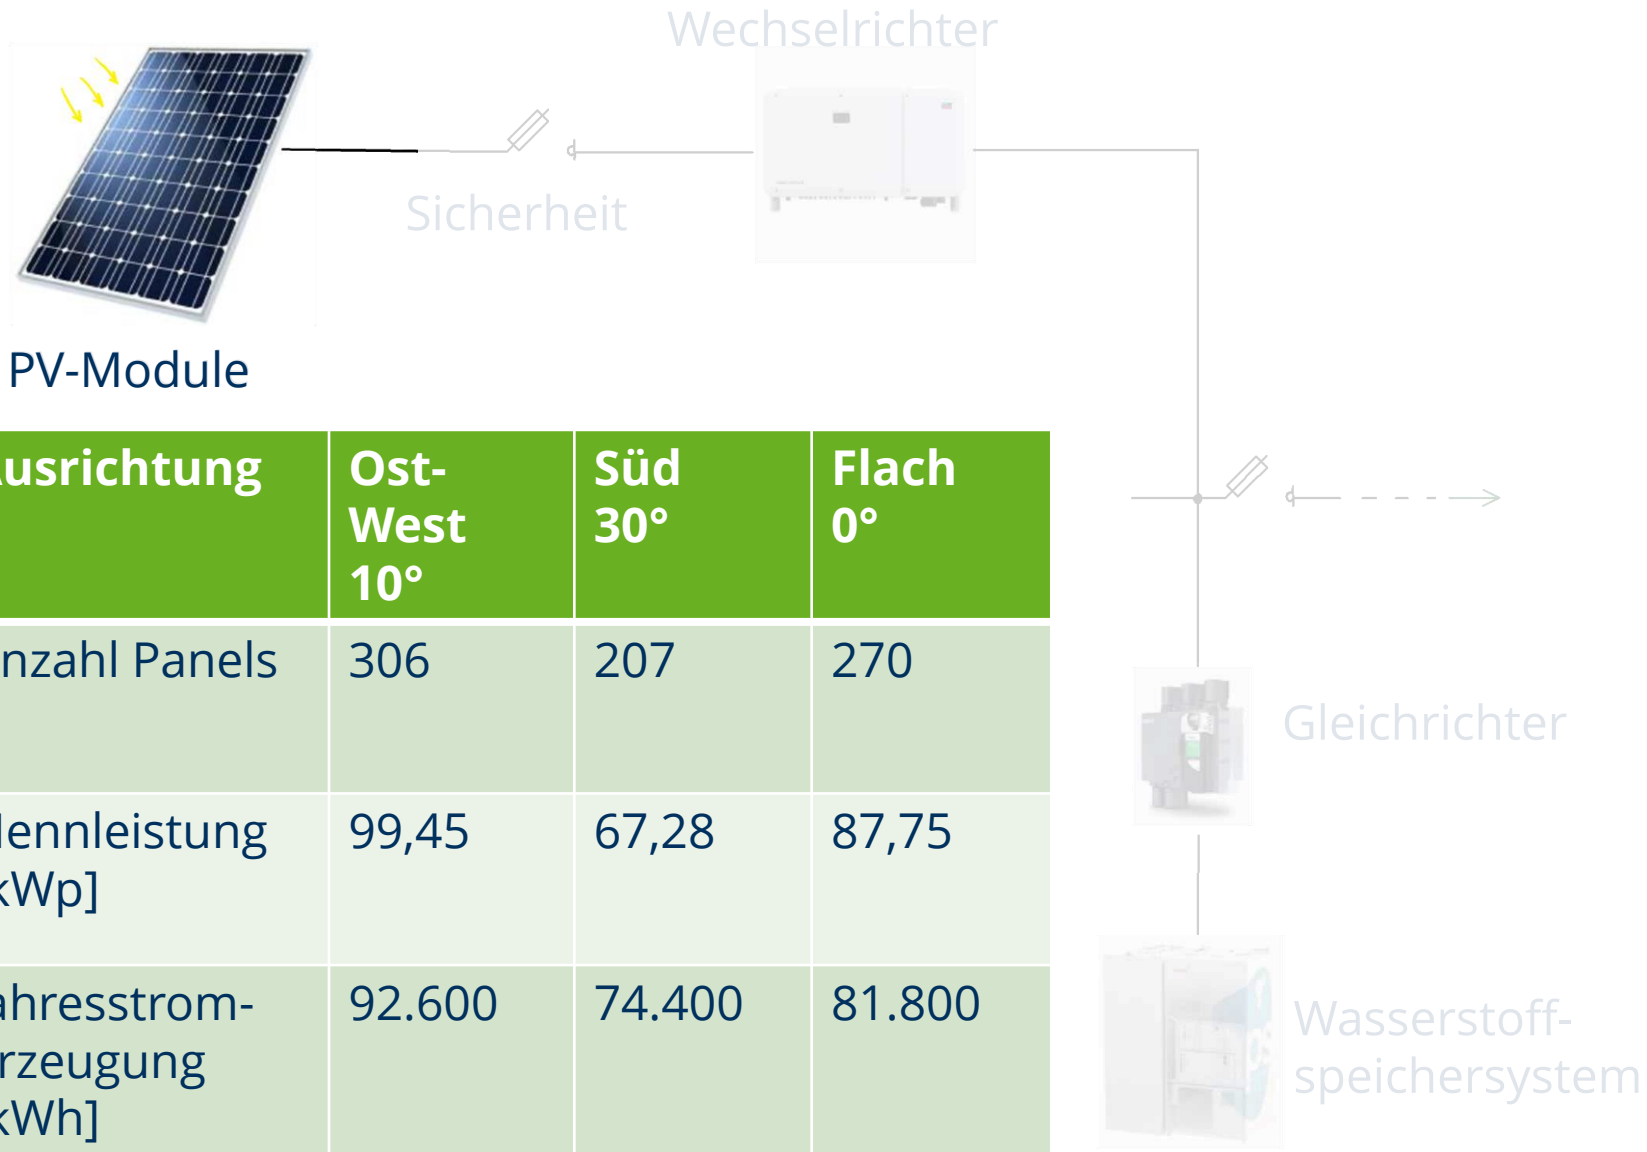 Wechselrichter
Sicherheit
PV-Module
usrichtung
Ost-
West
10°
Süd
30°
Flach
0°
nzahl Panels
306
207
270
ennleistung
kWp]
99,45
67,28
87,75
ahresstrom-
rzeugung
kWh]
92.600
74.400
81.800
Gleichrichter
Wasserstoff-
speichersystem